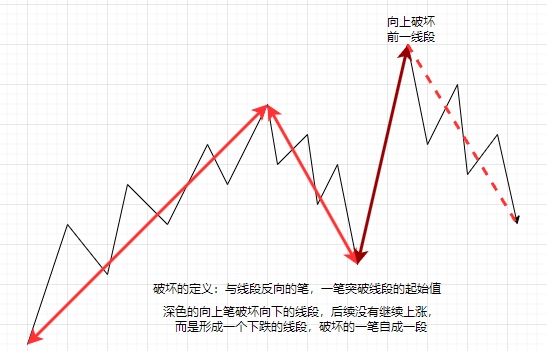 向上破坏
前一线段
破坏的定义：与线段反向的笔，一笔突破线段的起始值
深色的向上笔破坏向下的线段，后续没有继续上涨，
而是形成一个下跌的线段，破坏的一笔自成一段